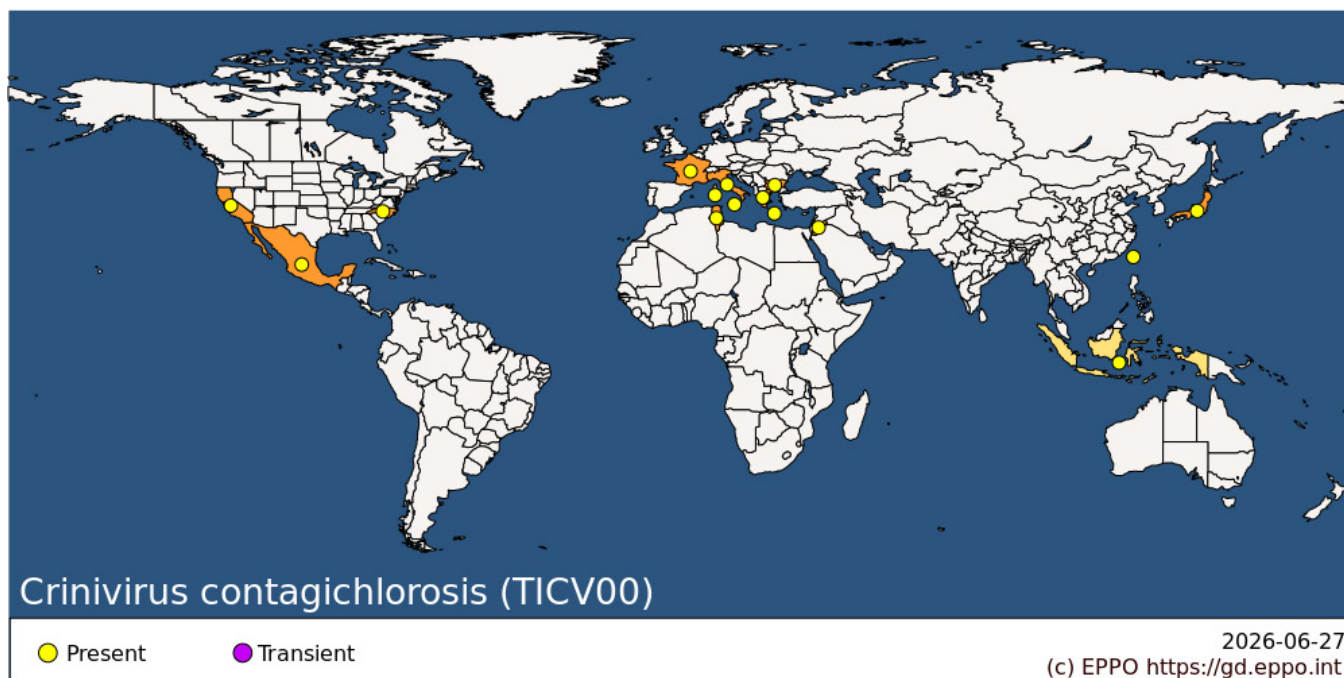 Crinivirus contagichlorosis (TICV00)
Present
Transient
2026-06-27
(c) EPPO https://gd.eppo.int